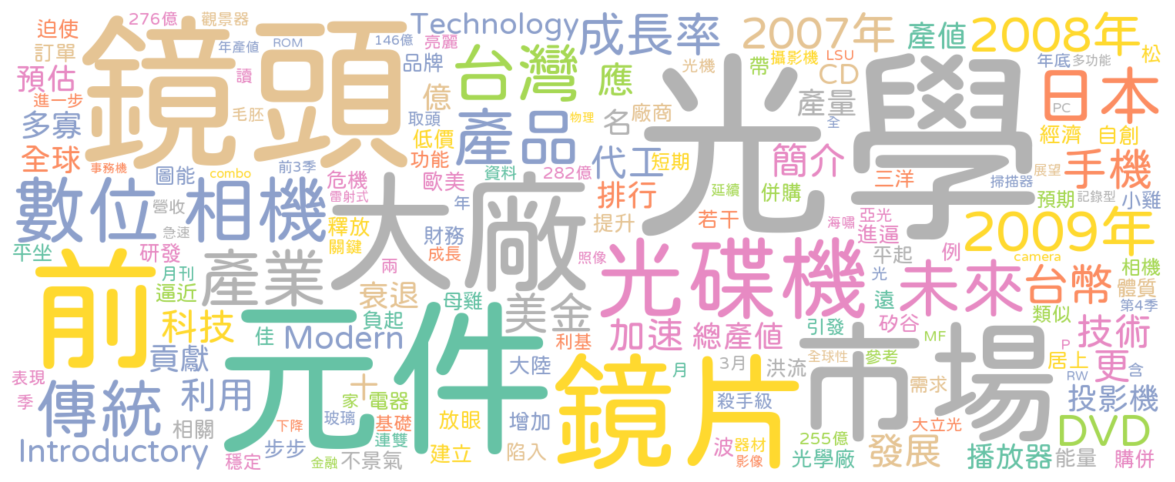 迫使 276億 觀景器 Technology 成長率 2007年 產值 2008年
訂單 年產值 ROM 146億 亮麗 攝影機 LSU 年底 多功能 松
預估 鏡頭 讀 品牌 台灣 應 光機 帶 CD 日本
進一步 毛胚 取頭 億 廠商 產量 PC
多寡 低價 產品 物理 名 光學 全 經濟 自創
全球 事務機 功能 代工 短期 簡介 三洋 展望 手機
combo 前3季 資料 282億 掃描器
數位相機 圖能 危機 歐美 排行 延續 併購 預期 記錄型 小雞
營收 雷射式 年 大廠 提升 若干 海嘯 亞光
急速 釋放 財務 進逼 2009年
平坐 研發 關鍵 成長 照像 光碟機 平起 例 camera 相機
前 月刊 產業 兩 光 未來 台幣 體質
逼近 衰退 母雞 美金 遠 類似 第4季
科技 佳 負起 元件 利基 加速 總產值 引發 矽谷 MF P 技術
貢獻 Modern 大陸 月 3月 洪流 全球性 參考 居上 更
表現 傳統 利用 十 鏡片 市場 需求 RW 含
季 家 電器 殺手級 投影機
相關 下降 玻璃 基礎 放眼 增加 255億 大立光 DVD
Introductory 步步 連雙 建立 陷入 波 器材 光學廠 發展 播放器 能量 購併
穩定 金融 不景氣 影像